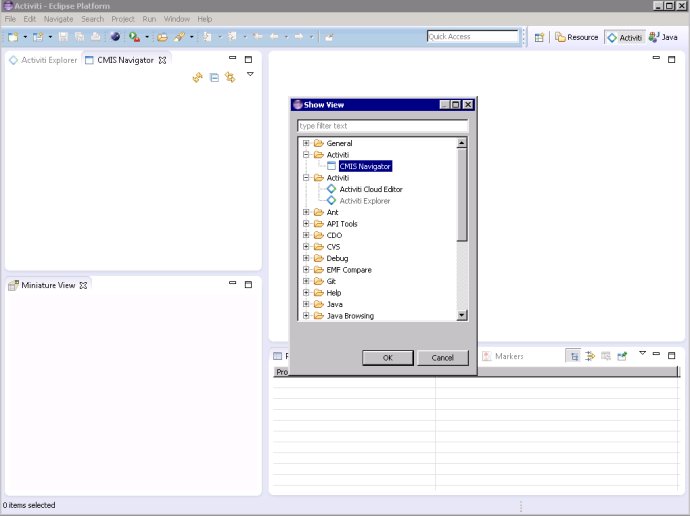 Activiti - Eclipse Platform
File Edit Navigate Search Project Run Window Help
Quick Access
Resource Activiti Java
Activiti Explorer CMIS Navigator
Show View
type filter text
General
Activiti
CMIS Navigator
Activiti
Activiti Cloud Editor
Activiti Explorer
Ant
API Tools
CDO
CVS
Debug
EMF Compare
Git
Help
Java
Java Browsing
OK Cancel
Miniature View
Markers
0 items selected